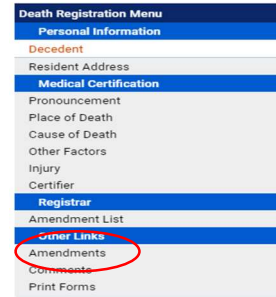 Death Registration Menu
Personal Information
Decedent
Resident Address
Medical Certification
Pronouncement
Place of Death
Cause of Death
Other Factors
Injury
Certifier
Registrar
Amendment List
Other Links
Amendments
Comments
Print Forms